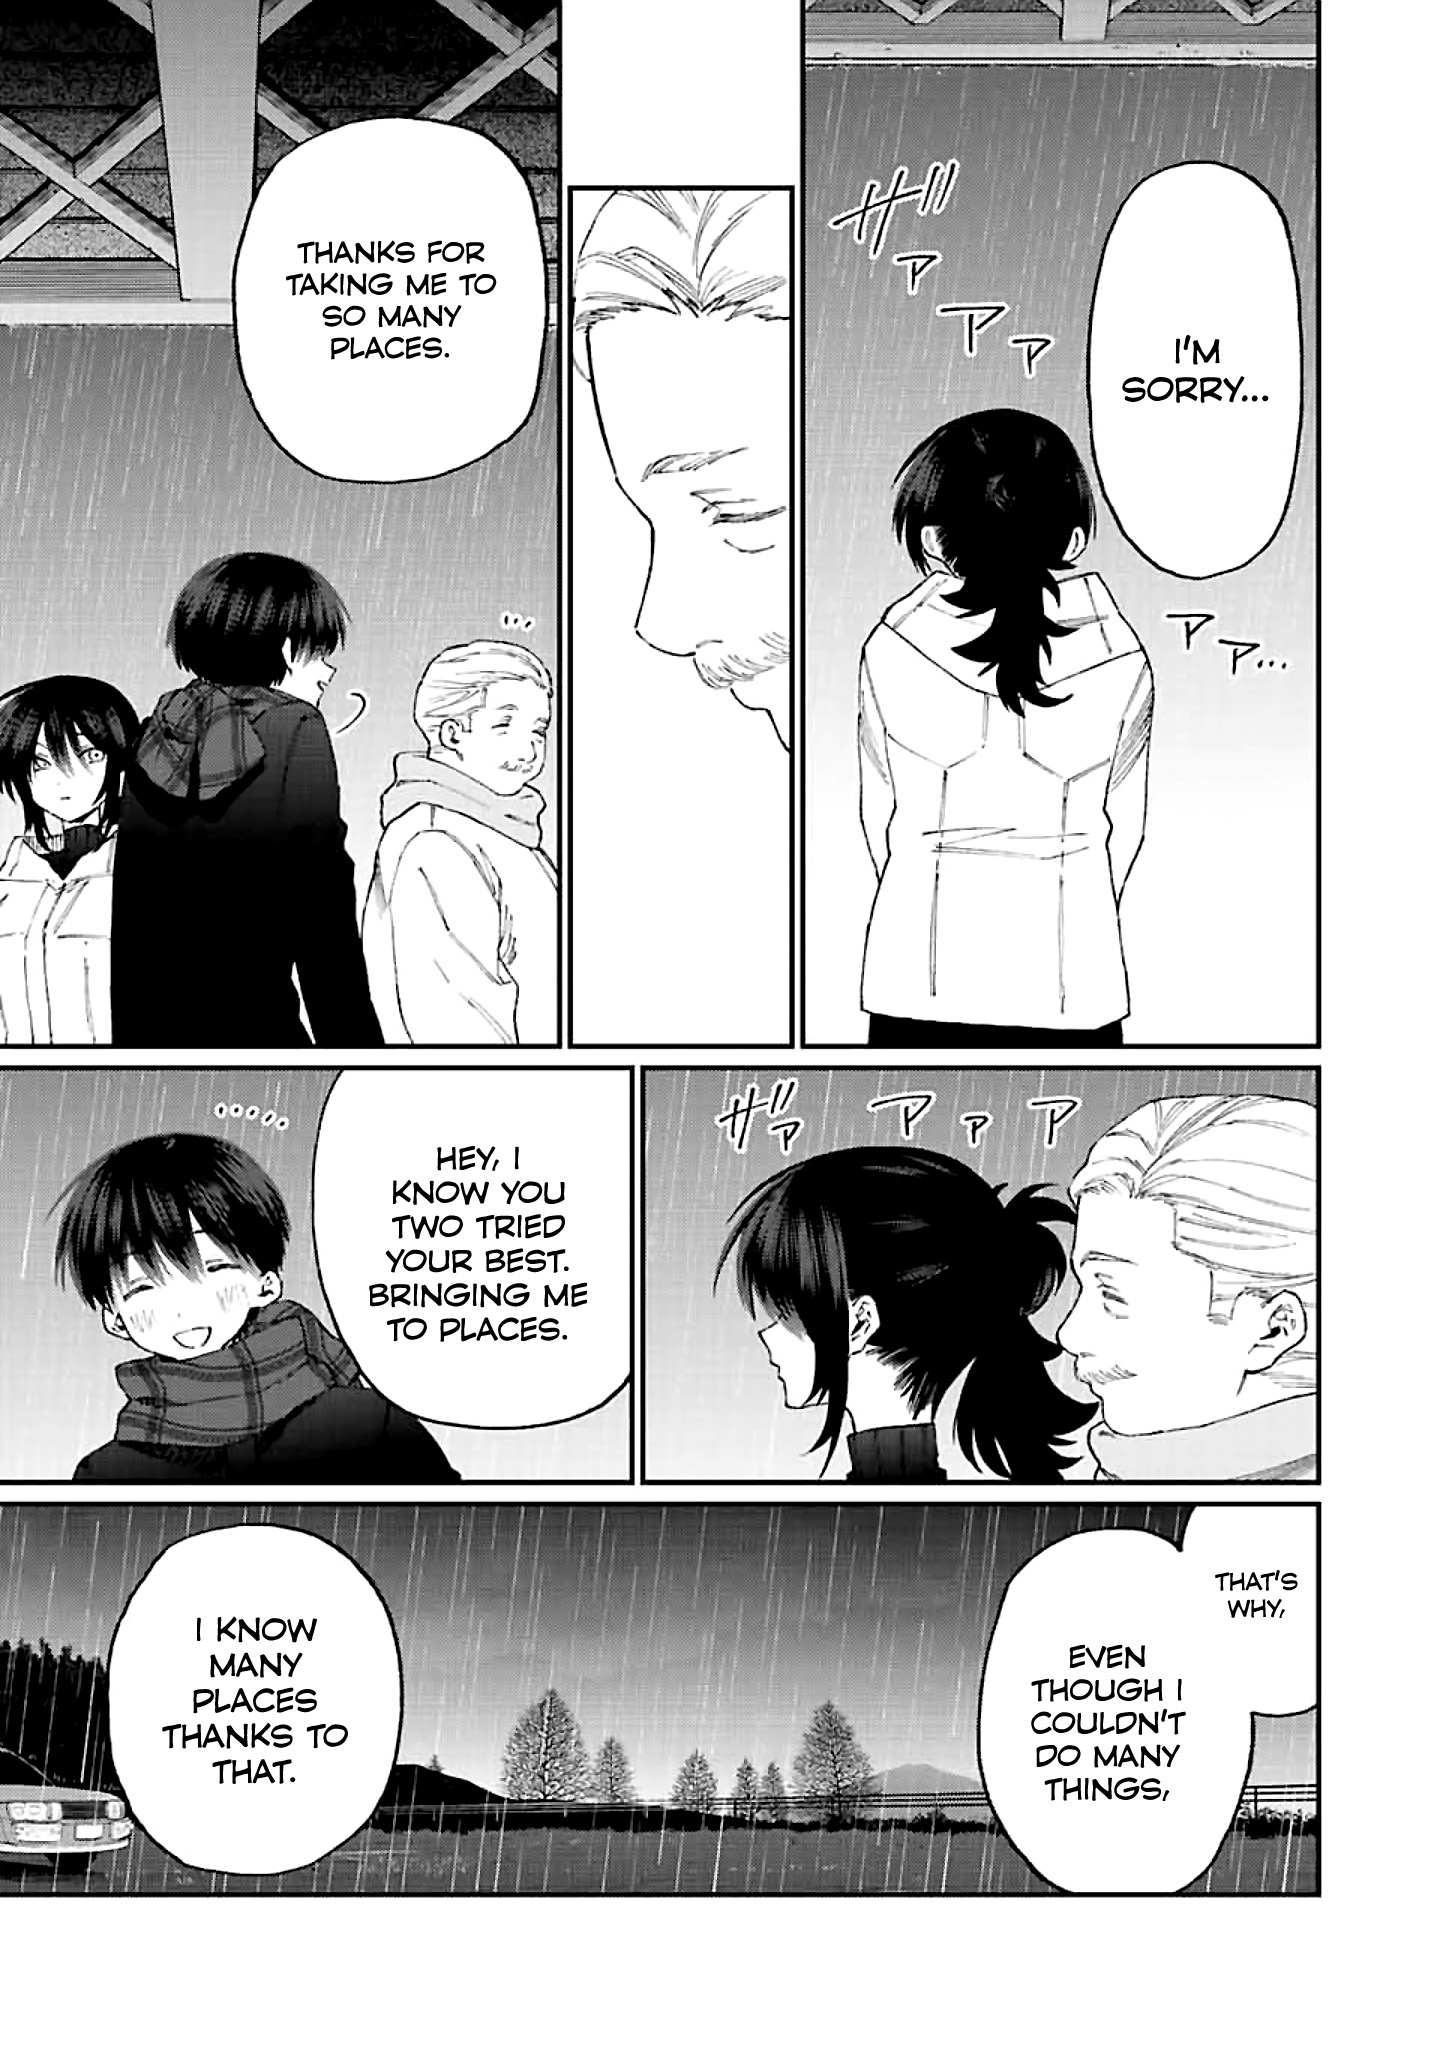 I'M
SORRY...
ザァ
ァ
ァ
ァ
ァ
ァ...
THANKS FOR
TAKING ME TO
SO MANY
PLACES.
...
ザァ
ァ
ァ
ァ
HEY, I
KNOW YOU
TWO TRIED
YOUR BEST.
BRINGING ME
TO PLACES.
......
THAT'S
WHY,
EVEN
THOUGH I
COULDN'T
DO MANY
THINGS,
I KNOW
MANY
PLACES
THANKS TO
THAT.